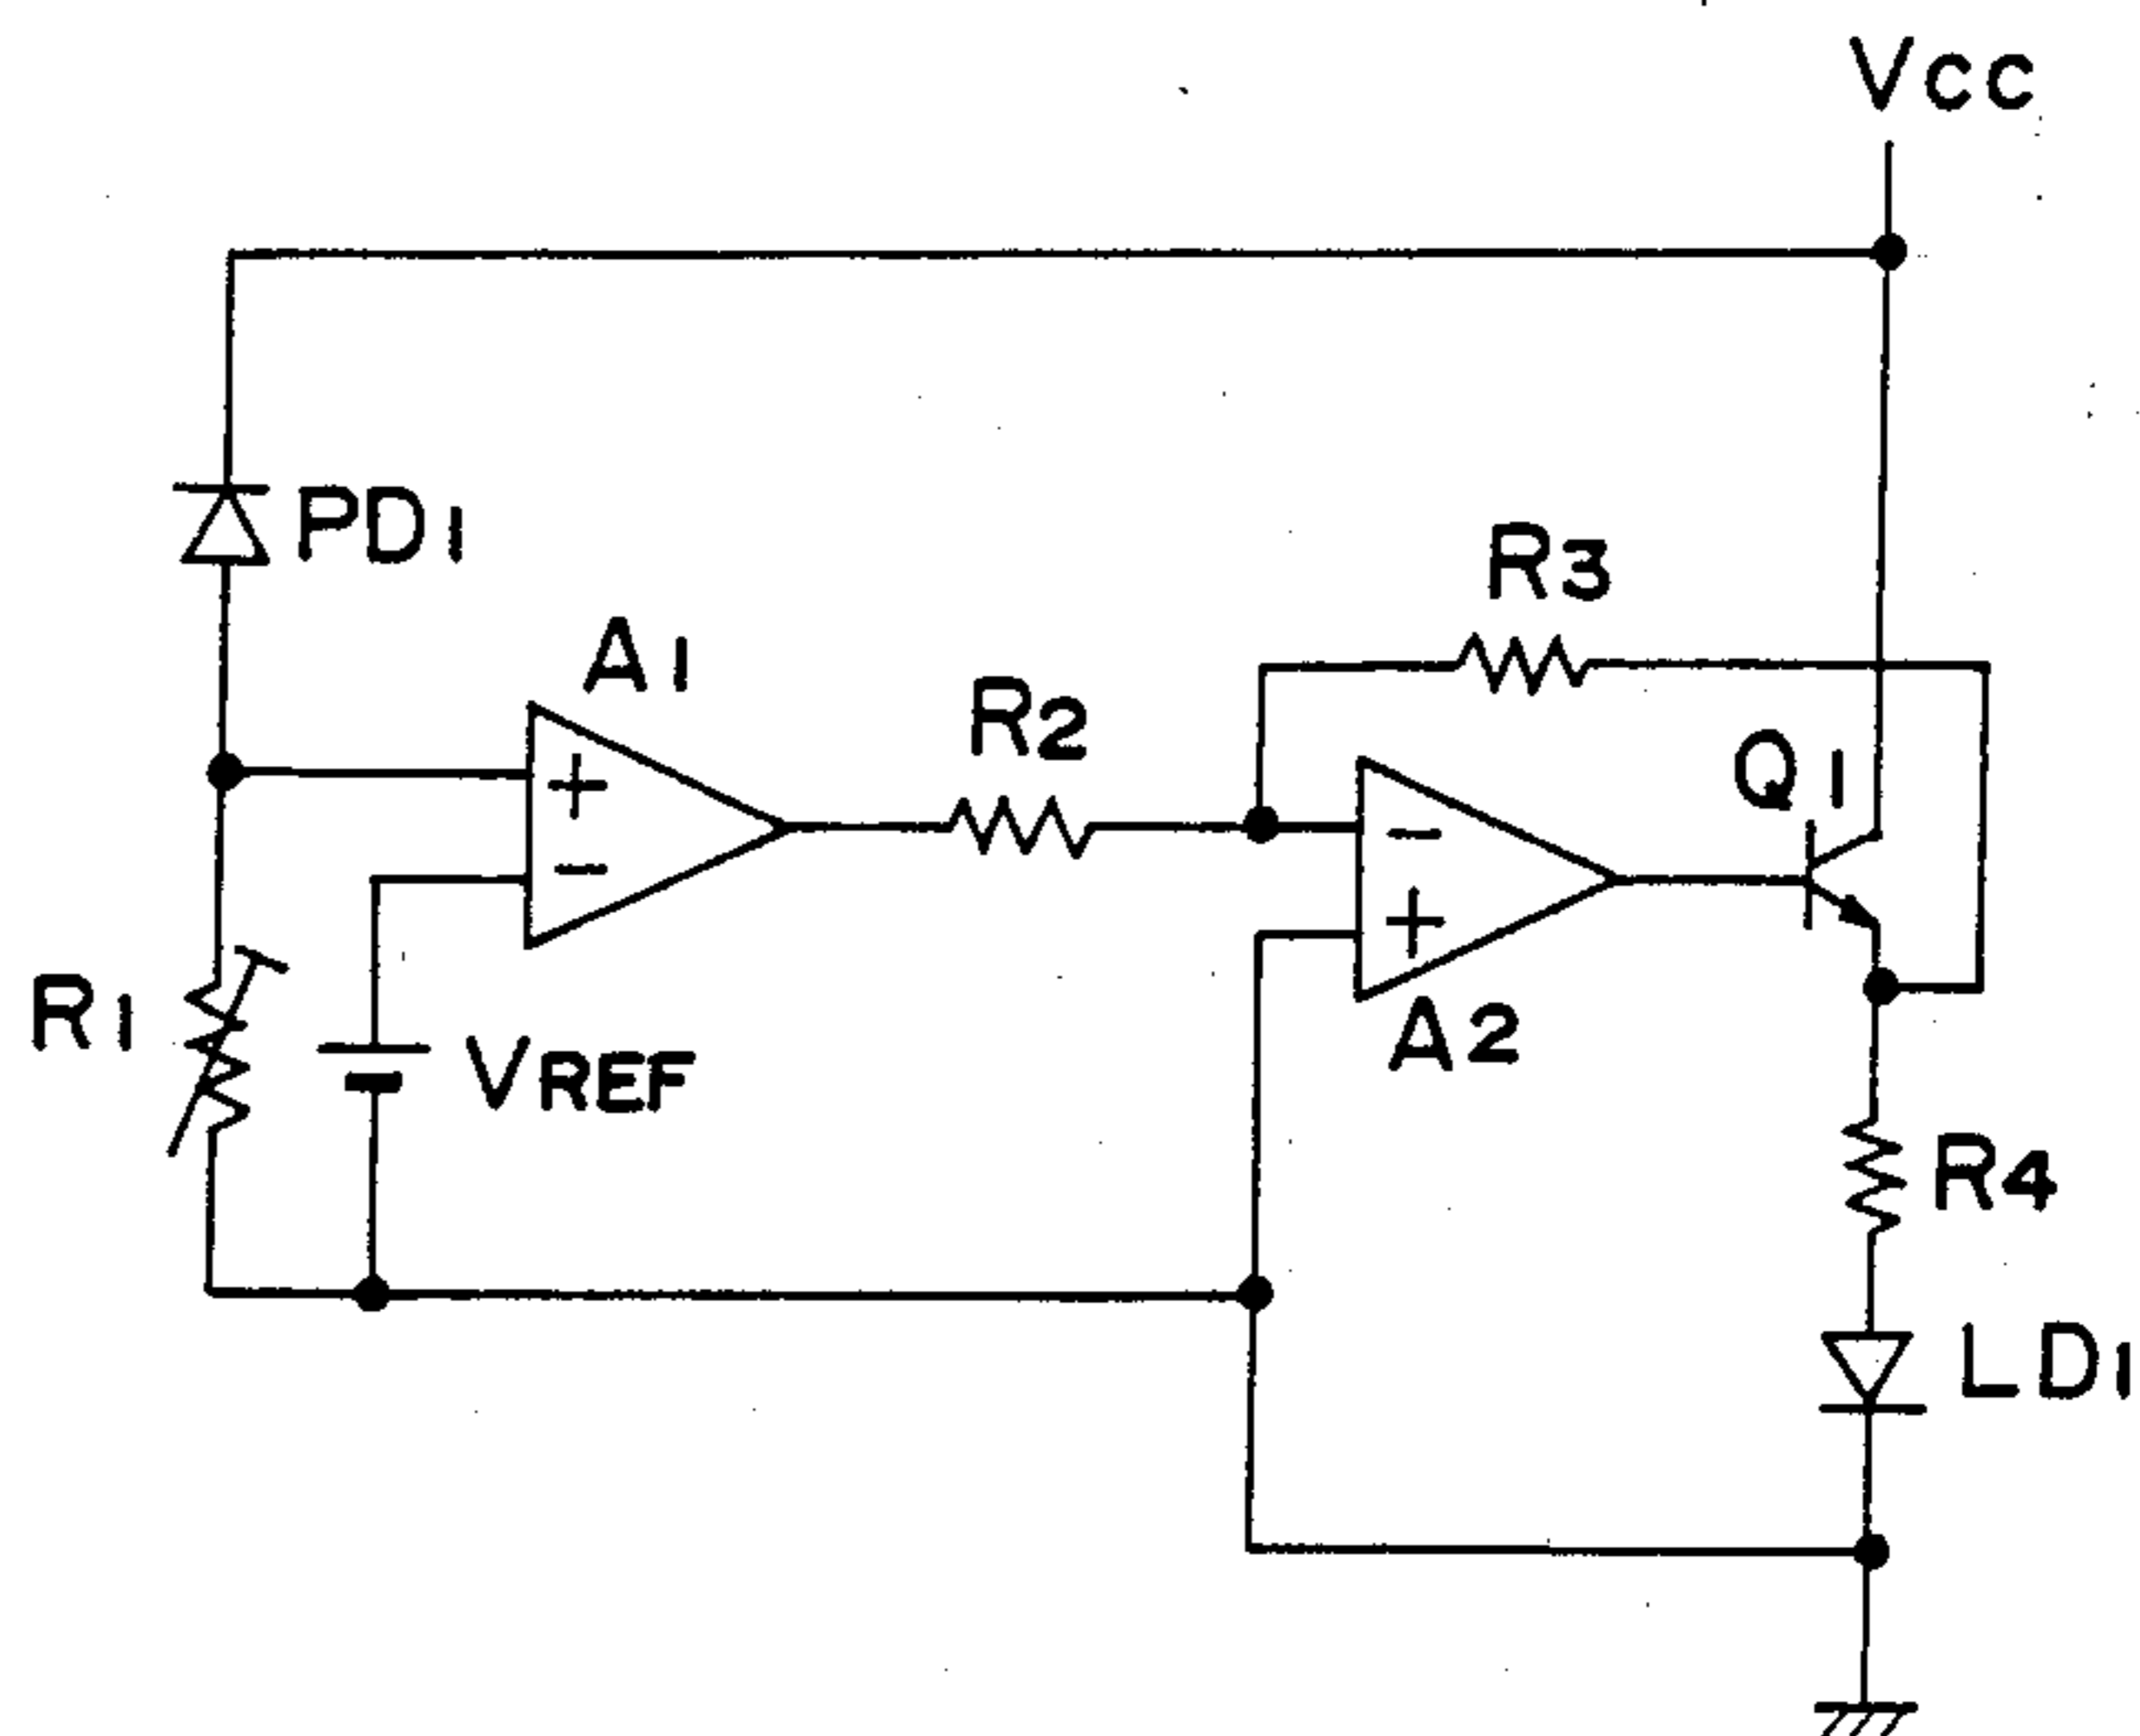 Vcc
PD1
R3
A1
R2
Q1
+
-
-
+
R1
VREF
A2
R4
LD1